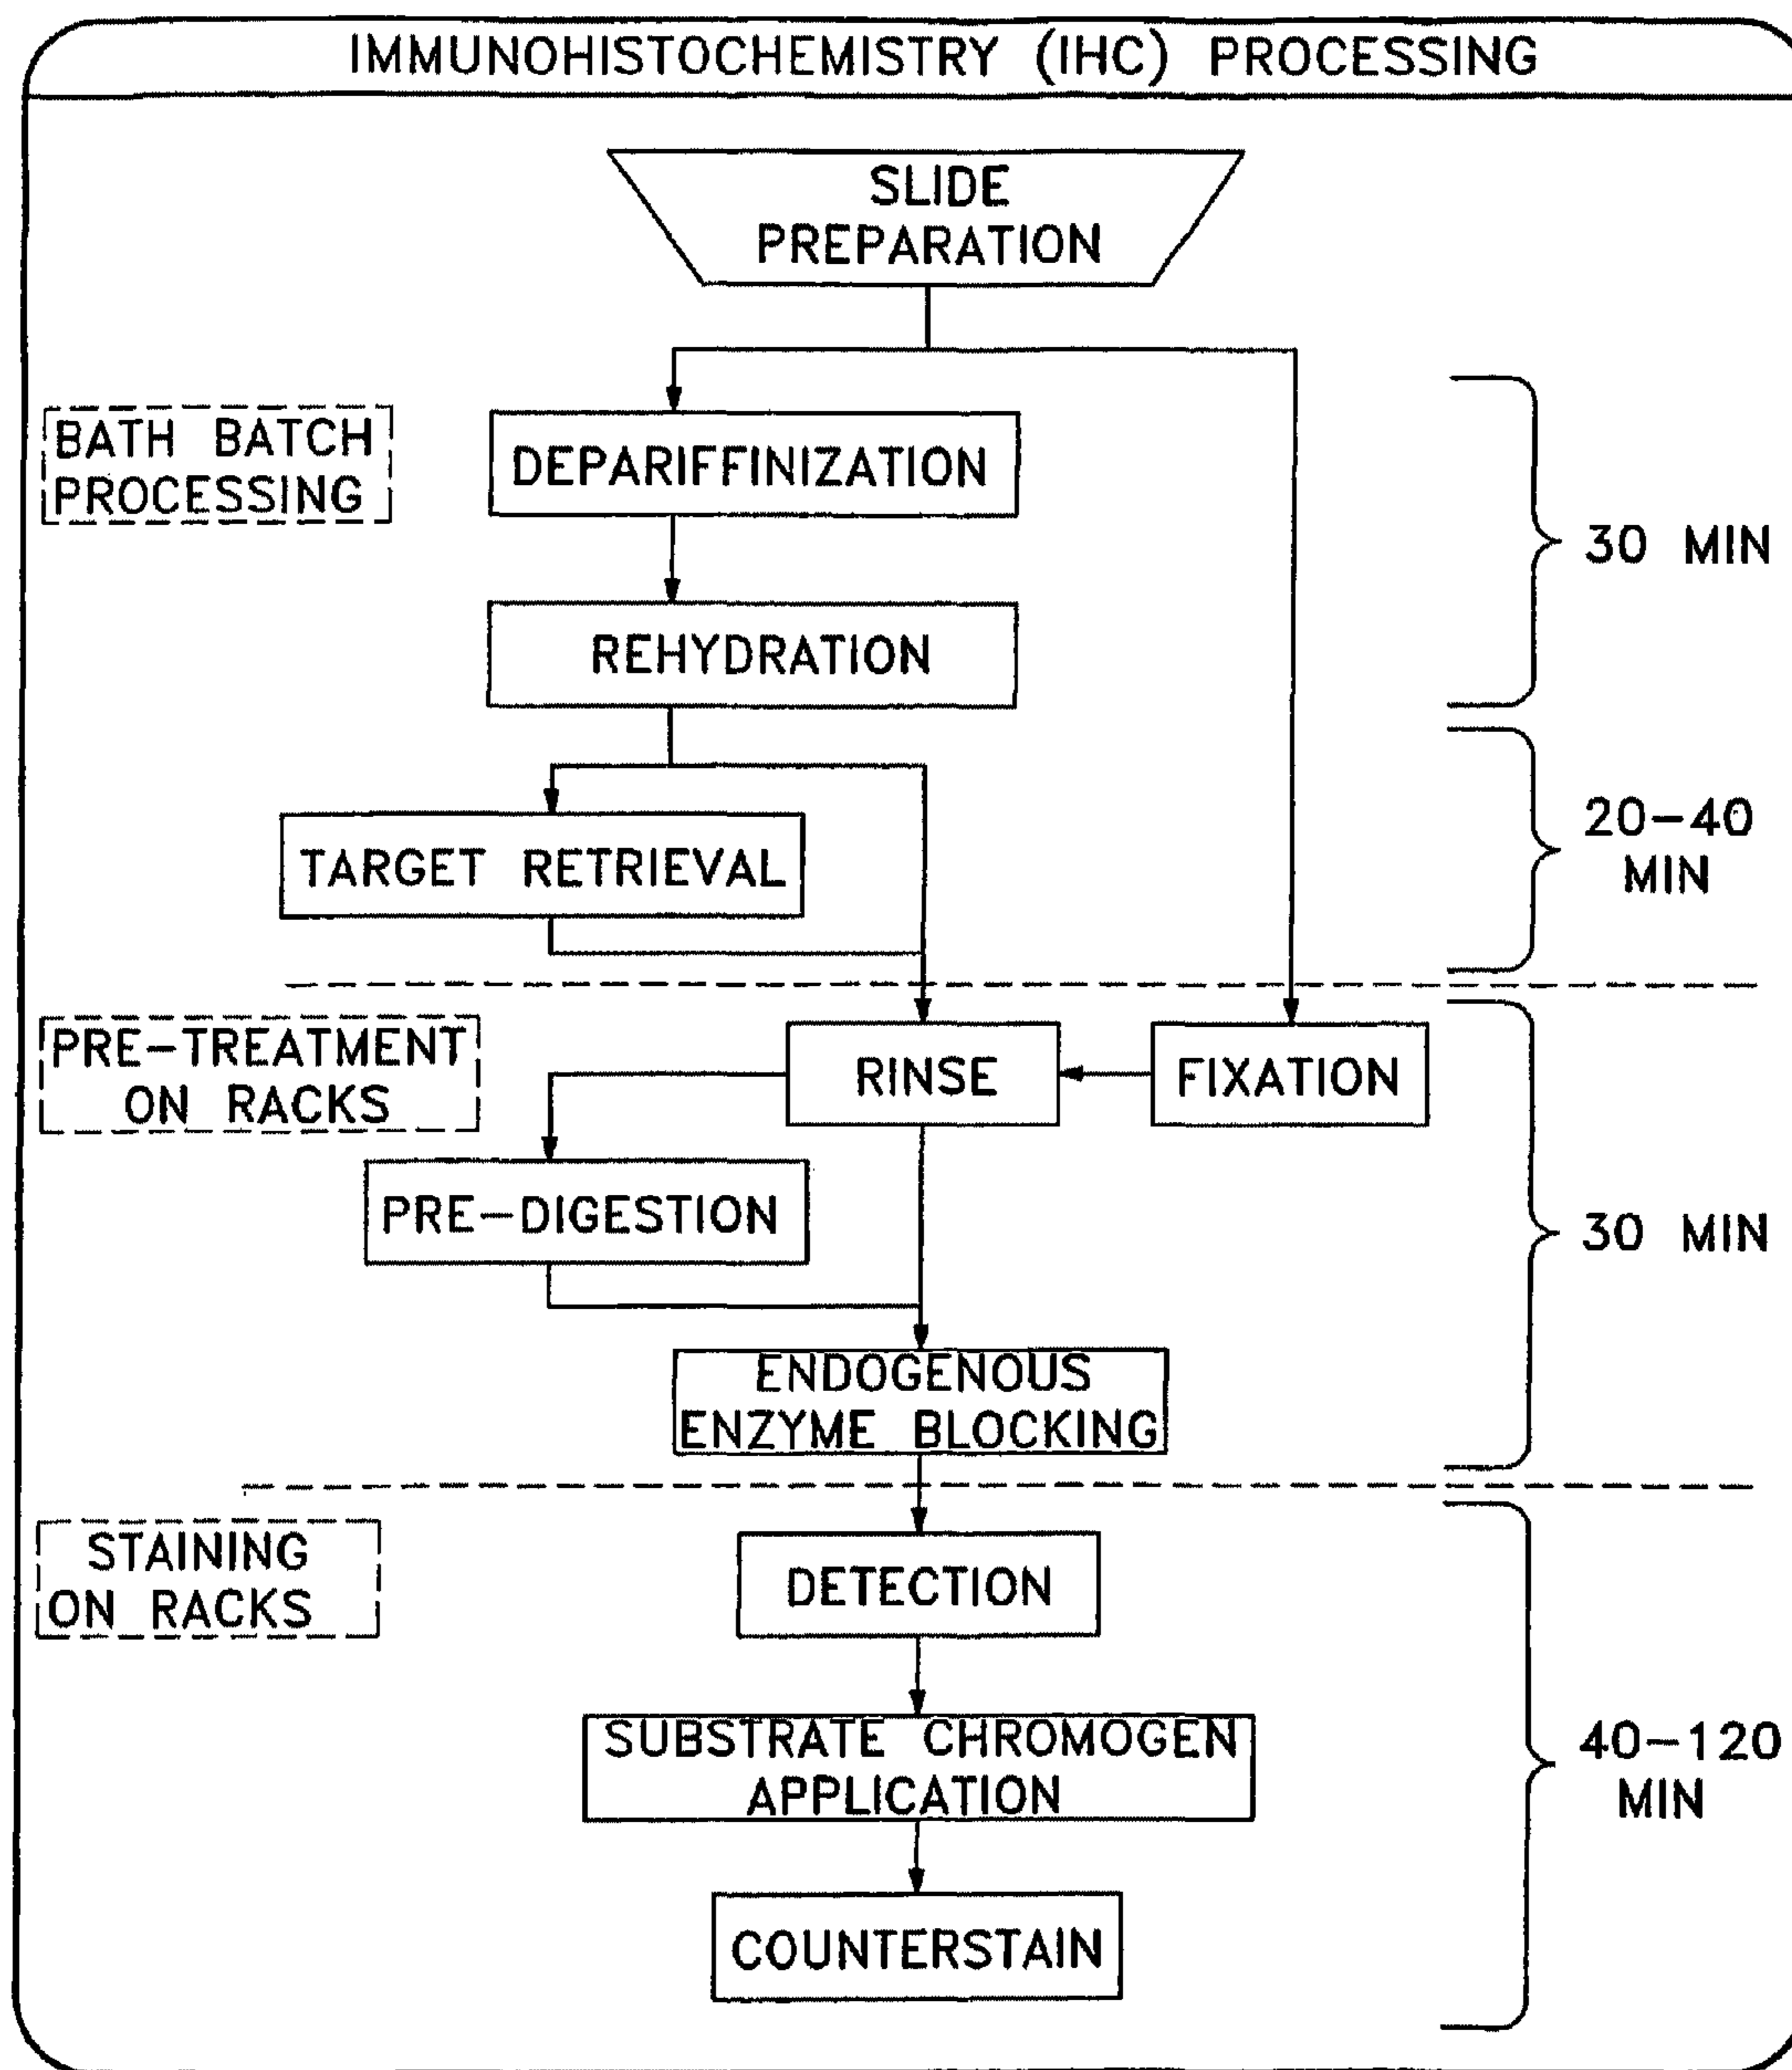 IMMUNOHISTOCHEMISTRY (IHC) PROCESSING
SLIDE
PREPARATION
BATH BATCH
PROCESSING
DEPARIFFINIZATION
30 MIN
REHYDRATION
TARGET RETRIEVAL
20-40
MIN
PRE-TREATMENT
ON RACKS
RINSE
FIXATION
PRE-DIGESTION
30 MIN
ENDOGENOUS
ENZYME BLOCKING
STAINING
ON RACKS
DETECTION
SUBSTRATE CHROMOGEN
APPLICATION
40-120
MIN
COUNTERSTAIN